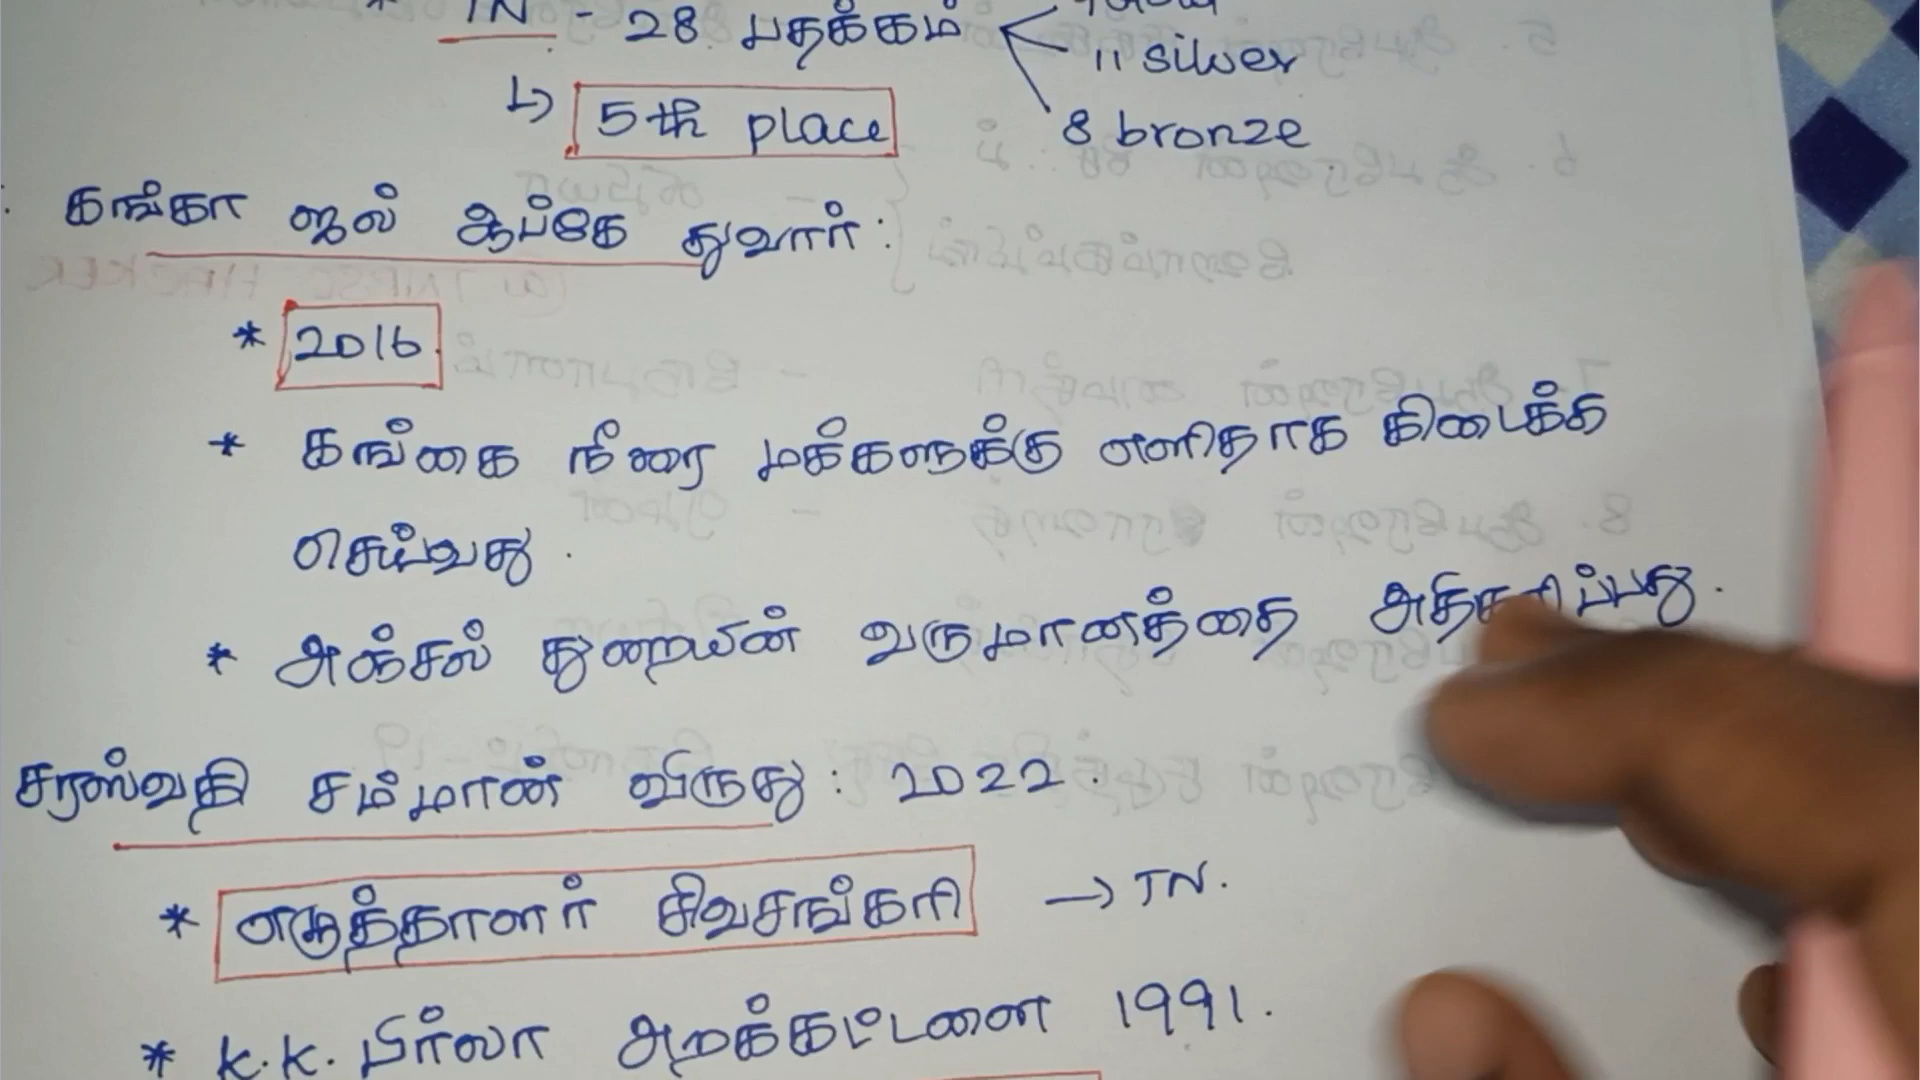 * TN - 28 பதக்கம்
11 silver
↳ 5th place
8 bronze
கங்கா ஜல் ஆப்கே துவார் :
* 2016
* கங்கை நீரை மக்களுக்கு எளிதாக கிடைக்க
செய்வது .
* அஞ்சல் துறையின் வருமானத்தை
சரஸ்வதி சம்மான் விருது : 2022 .
* எழுத்தாளர் சிவசங்கரி → TN .
* K.K. பிர்லா அறக்கட்டளை 1991 .